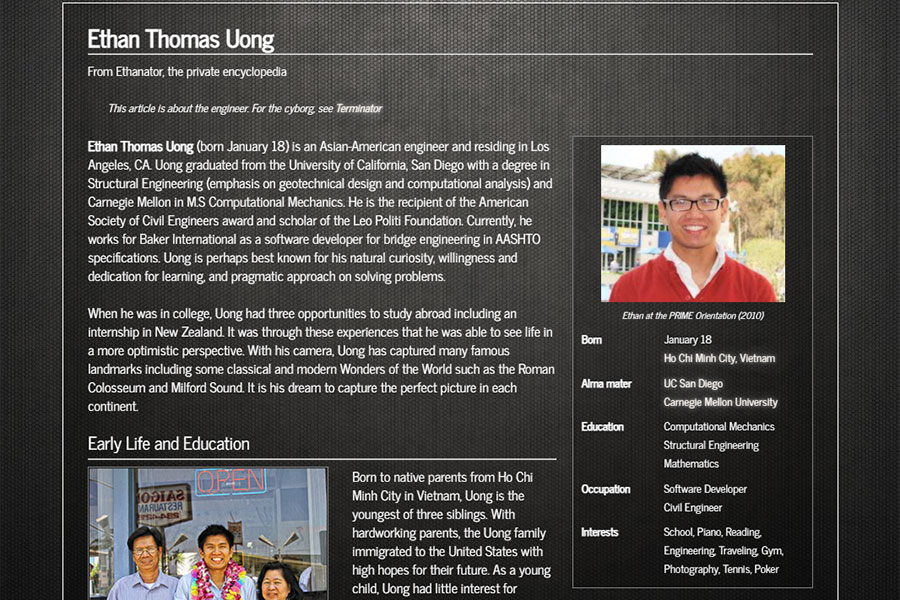 Ethan Thomas Uong
From Ethanator, the private encyclopedia
This article is about the engineer. For the cyborg, see Terminator
Ethan Thomas Uong (born January 18) is an Asian-American engineer and residing in Los
Angeles, CA. Uong graduated from the University of California, San Diego with a degree in
Structural Engineering (emphasis on geotechnical design and computational analysis) and
Carnegie Mellon in M.S Computational Mechanics. He is the recipient of the American
Society of Civil Engineers award and scholar of the Leo Politi Foundation. Currently, he
works for Baker International as a software developer for bridge engineering in AASHTO
specifications. Uong is perhaps best known for his natural curiosity, willingness and
dedication for learning, and pragmatic approach on solving problems.
When he was in college, Uong had three opportunities to study abroad including an
internship in New Zealand. It was through these experiences that he was able to see life in
a more optimistic perspective. With his camera, Uong has captured many famous
landmarks including some classical and modern Wonders of the World such as the Roman
Colosseum and Milford Sound. It is his dream to capture the perfect picture in each
continent.
Early Life and Education
OPEN
SAIGON
RESTAURANT
Born to native parents from Ho Chi
Minh City in Vietnam, Uong is the
youngest of three siblings. With
hardworking parents, the Uong family
immigrated to the United States with
high hopes for their future. As a young
child, Uong had little interest for
Ethan at the PRIME Orientation (2010)
Born January 18
Ho Chi Minh City, Vietnam
Alma mater UC San Diego
Carnegie Mellon University
Education Computational Mechanics
Structural Engineering
Mathematics
Occupation Software Developer
Civil Engineer
Interests School, Piano, Reading,
Engineering, Traveling, Gym,
Photography, Tennis, Poker